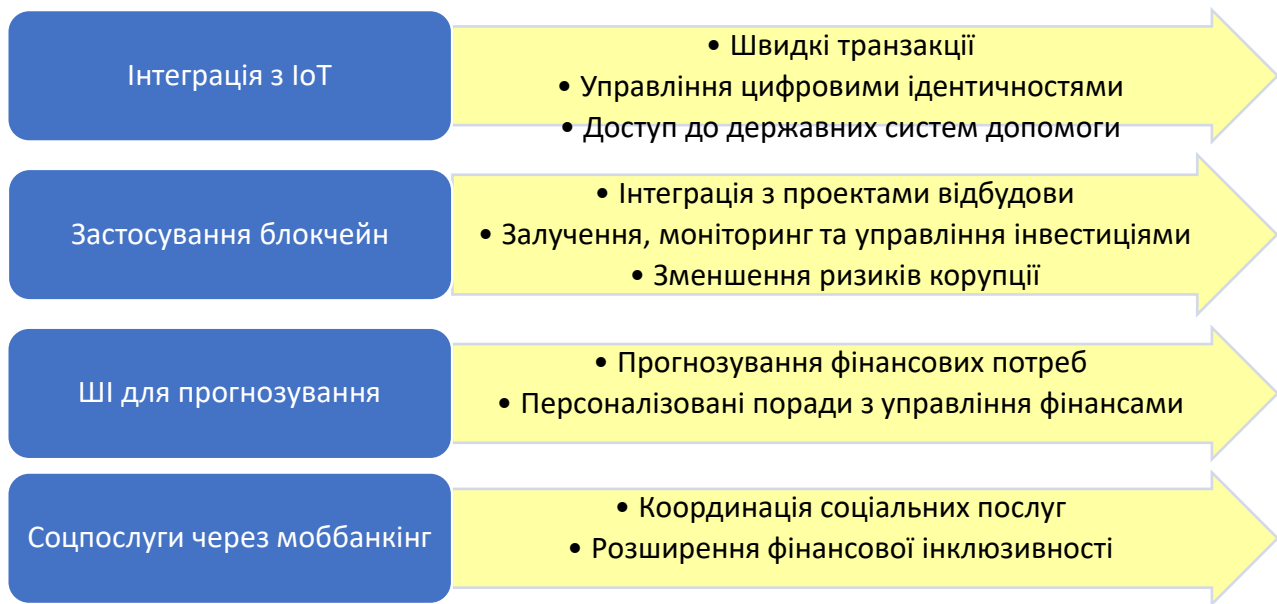 Інтеграція з IoT
• Швидкі транзакції
• Управління цифровими ідентичностями
• Доступ до державних систем допомоги
Застосування блокчейн
• Інтеграція з проектами відбудови
• Залучення, моніторинг та управління інвестиціями
• Зменшення ризиків корупції
ШІ для прогнозування
• Прогнозування фінансових потреб
• Персоналізовані поради з управління фінансами
Соцпослуги через моббанкінг
• Координація соціальних послуг
• Розширення фінансової інклюзивності